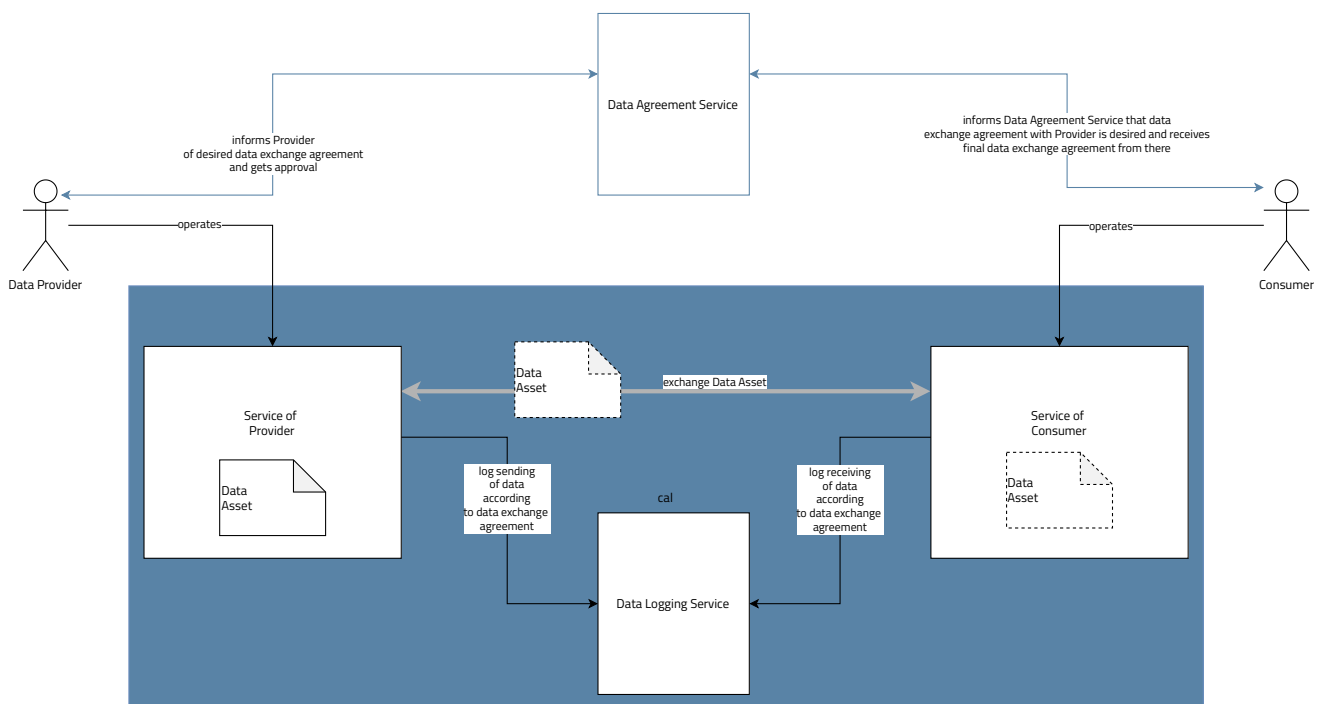 Data Agreement Service
informs Provider
of desired data exchange agreement
and gets approval
informs Data Agreement Service that data
exchange agreement with Provider is desired and receives
final data exchange agreement from there
operates
operates
Data Provider
Consumer
Data
Asset
exchange Data Asset
Service of
Provider
Data
Asset
Service of
Consumer
Data
Asset
log sending
of data
according
to data exchange
agreement
log receiving
of data
according
to data exchange
agreement
cal
Data Logging Service